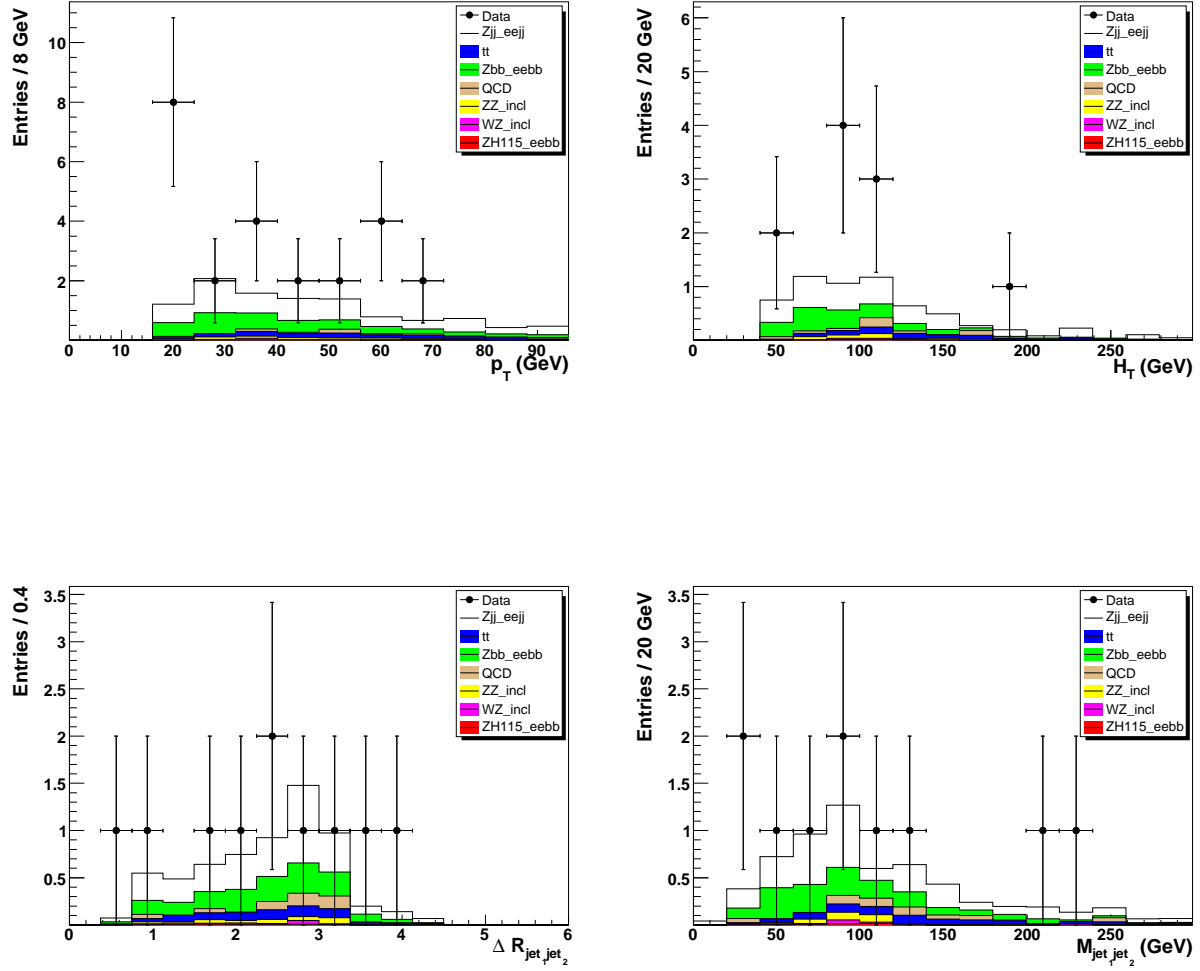 Entries / 8 GeV
10
8
6
4
2
0 10 20 30 40 50 60 70 80 90
p_T (GeV)
Data
Zjj_eejj
tt
Zbb_eebb
QCD
ZZ_incl
WZ_incl
ZH115_eebb
Entries / 20 GeV
6
5
4
3
2
1
0 50 100 150 200 250
H_T (GeV)
Data
Zjj_eejj
tt
Zbb_eebb
QCD
ZZ_incl
WZ_incl
ZH115_eebb
Entries / 0.4
3.5
3
2.5
2
1.5
1
0.5
0 1 2 3 4 5 6
Δ R_jet_1jet_2
Data
Zjj_eejj
tt
Zbb_eebb
QCD
ZZ_incl
WZ_incl
ZH115_eebb
Entries / 20 GeV
3.5
3
2.5
2
1.5
1
0.5
0 50 100 150 200 250
M_jet_1jet_2 (GeV)
Data
Zjj_eejj
tt
Zbb_eebb
QCD
ZZ_incl
WZ_incl
ZH115_eebb